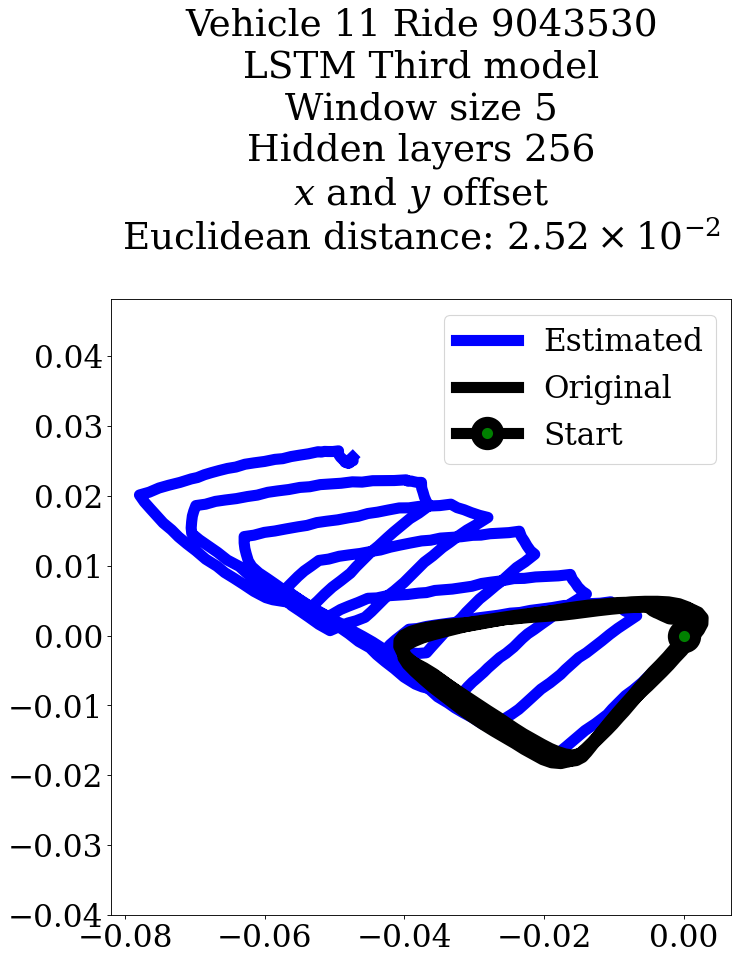 Vehicle 11 Ride 9043530
LSTM Third model
Window size 5
Hidden layers 256
x and y offset
Euclidean distance: 2.52 × 10⁻²
Estimated
Original
Start
0.04
0.03
0.02
0.01
0.00
−0.01
−0.02
−0.03
−0.04
−0.08 −0.06 −0.04 −0.02 0.00